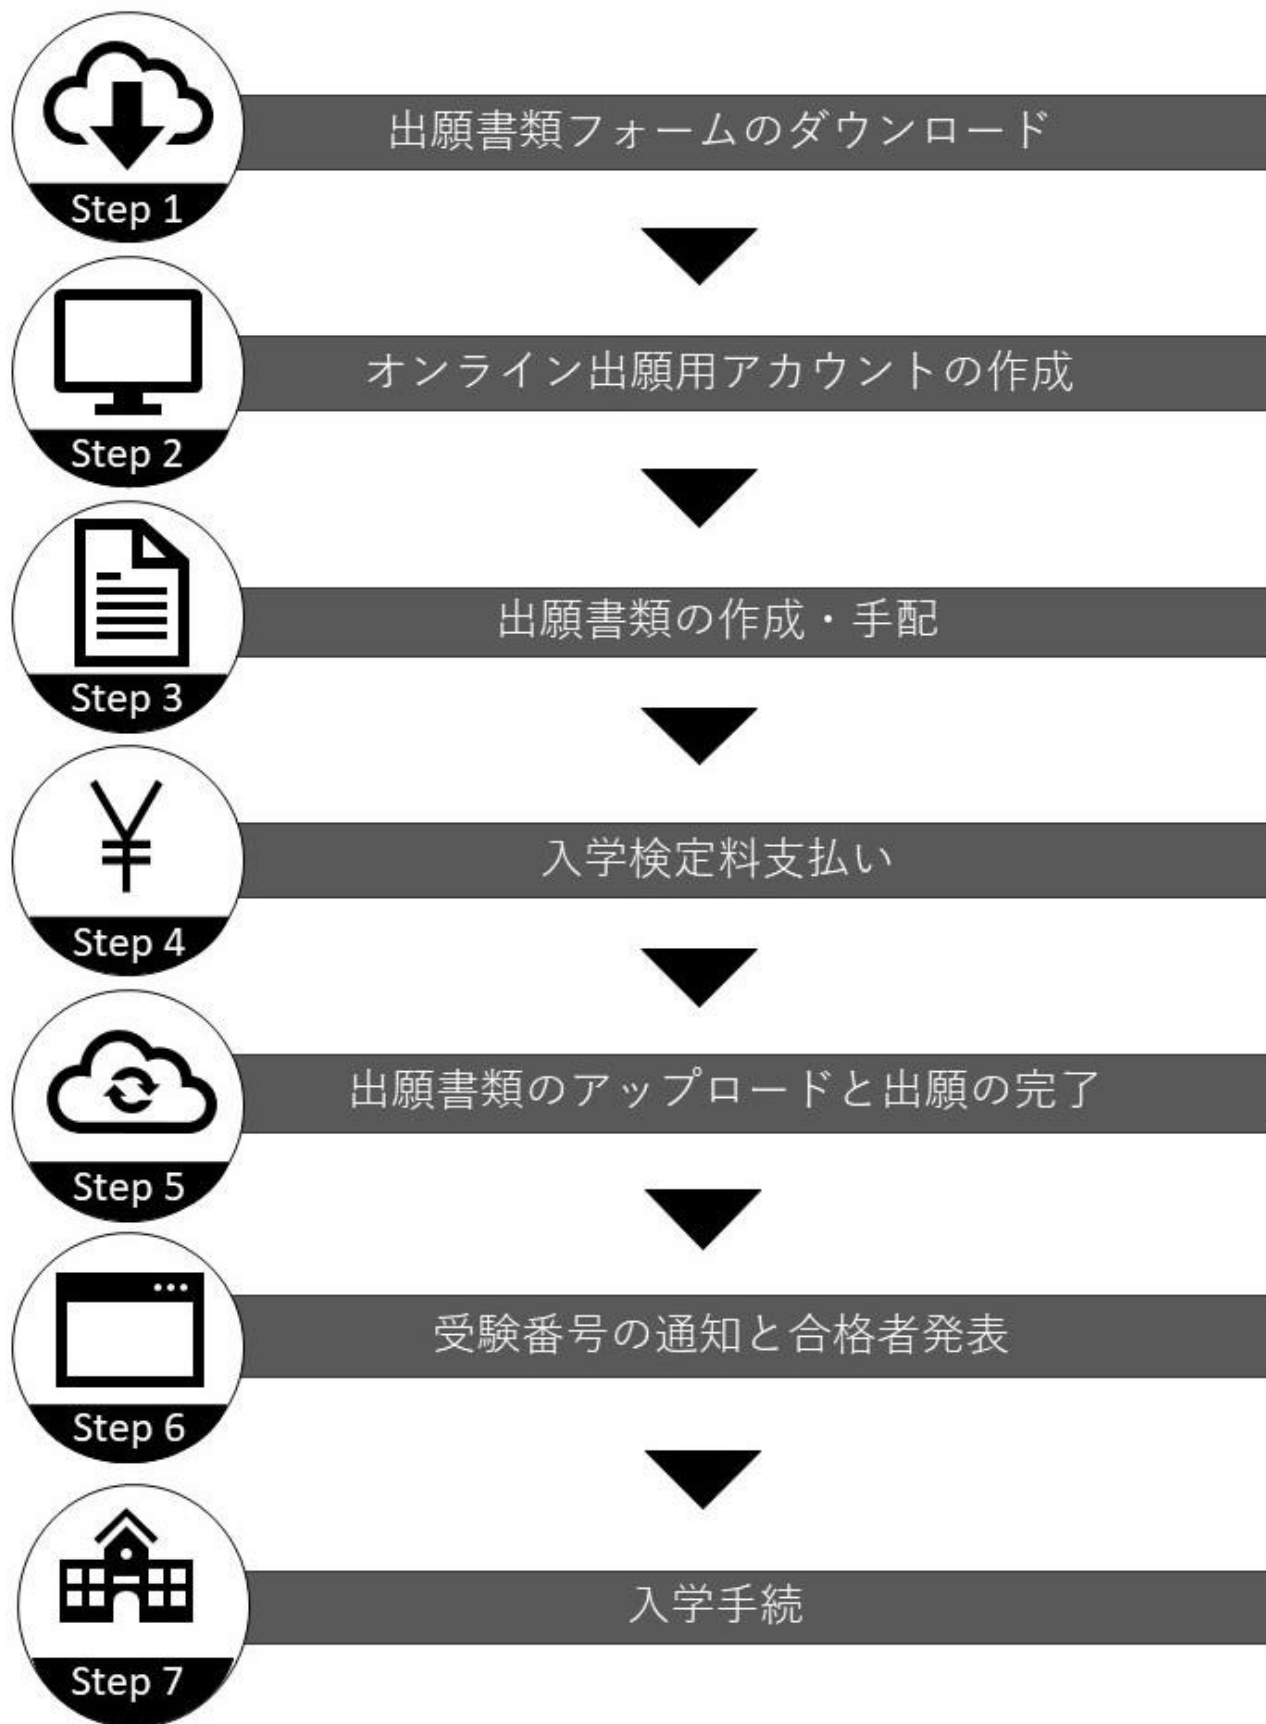 出願書類フォームのダウンロード
Step 1
オンライン出願用アカウントの作成
Step 2
出願書類の作成・手配
Step 3
¥
入学検定料支払い
Step 4
出願書類のアップロードと出願の完了
Step 5
受験番号の通知と合格者発表
Step 6
入学手続
Step 7